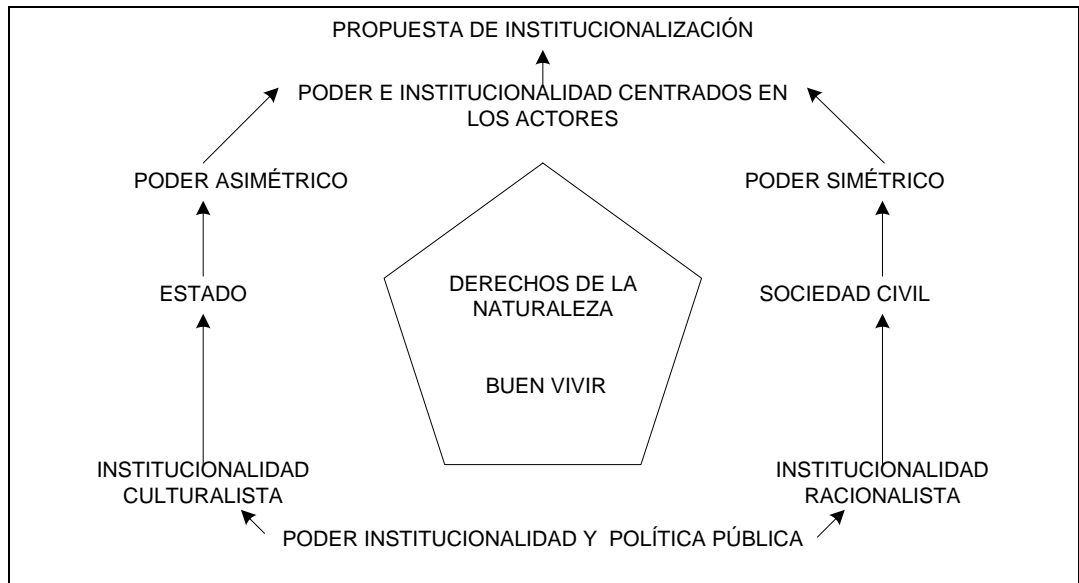 PROPUESTA DE INSTITUCIONALIZACIÓN
PODER E INSTITUCIONALIDAD CENTRADOS EN
LOS ACTORES
PODER ASIMÉTRICO
PODER SIMÉTRICO
DERECHOS DE LA
NATURALEZA
ESTADO
SOCIEDAD CIVIL
BUEN VIVIR
INSTITUCIONALIDAD
CULTURALISTA
INSTITUCIONALIDAD
RACIONALISTA
PODER INSTITUCIONALIDAD Y  POLÍTICA PÚBLICA